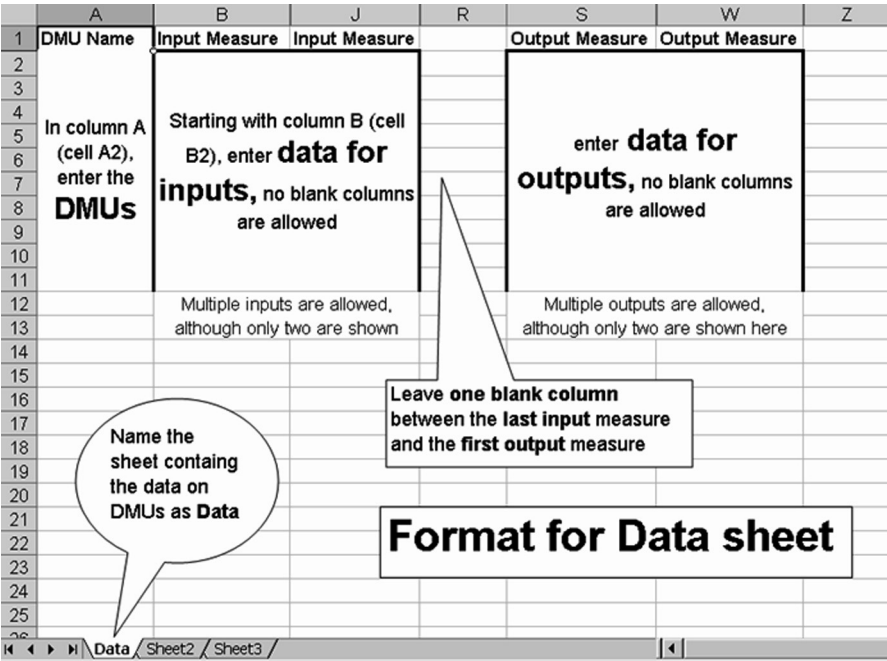 A B J R S W Z
1 DMU Name Input Measure Input Measure Output Measure Output Measure
2
3
4
5
6
7
8
9
10
11
12
13
14
15
16
17
18
19
20
21
22
23
24
25
26
In column A
(cell A2),
enter the
DMUs
Starting with column B (cell
B2), enter data for
inputs, no blank columns
are allowed
enter data for
outputs, no blank columns
are allowed
Multiple inputs are allowed,
although only two are shown
Multiple outputs are allowed,
although only two are shown here
Leave one blank column
between the last input measure
and the first output measure
Name the
sheet containg
the data on
DMUs as Data
Format for Data sheet
Data Sheet2 Sheet3